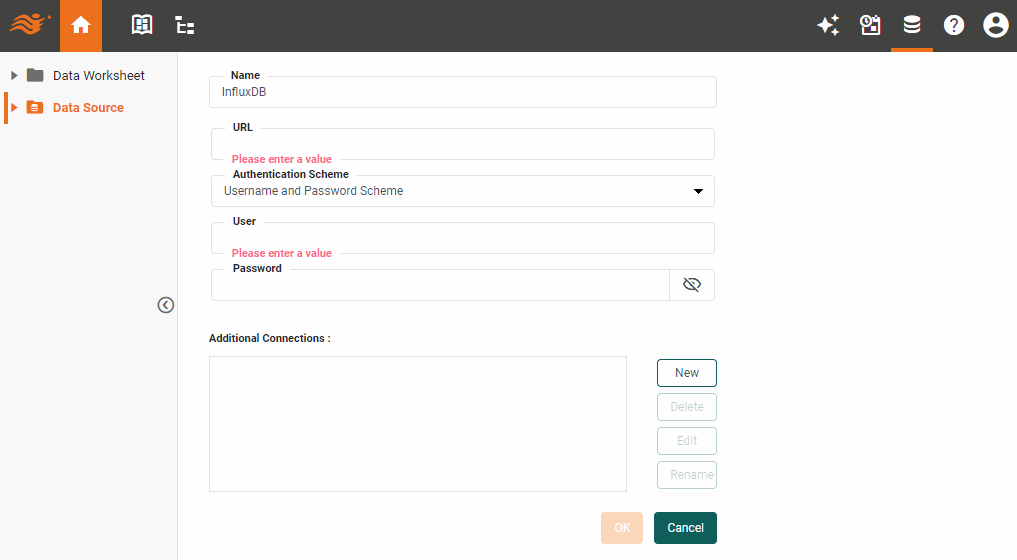 Data Worksheet
Data Source
Name
InfluxDB
URL
Please enter a value
Authentication Scheme
Username and Password Scheme
User
Please enter a value
Password
Additional Connections :
New
Delete
Edit
Rename
OK
Cancel